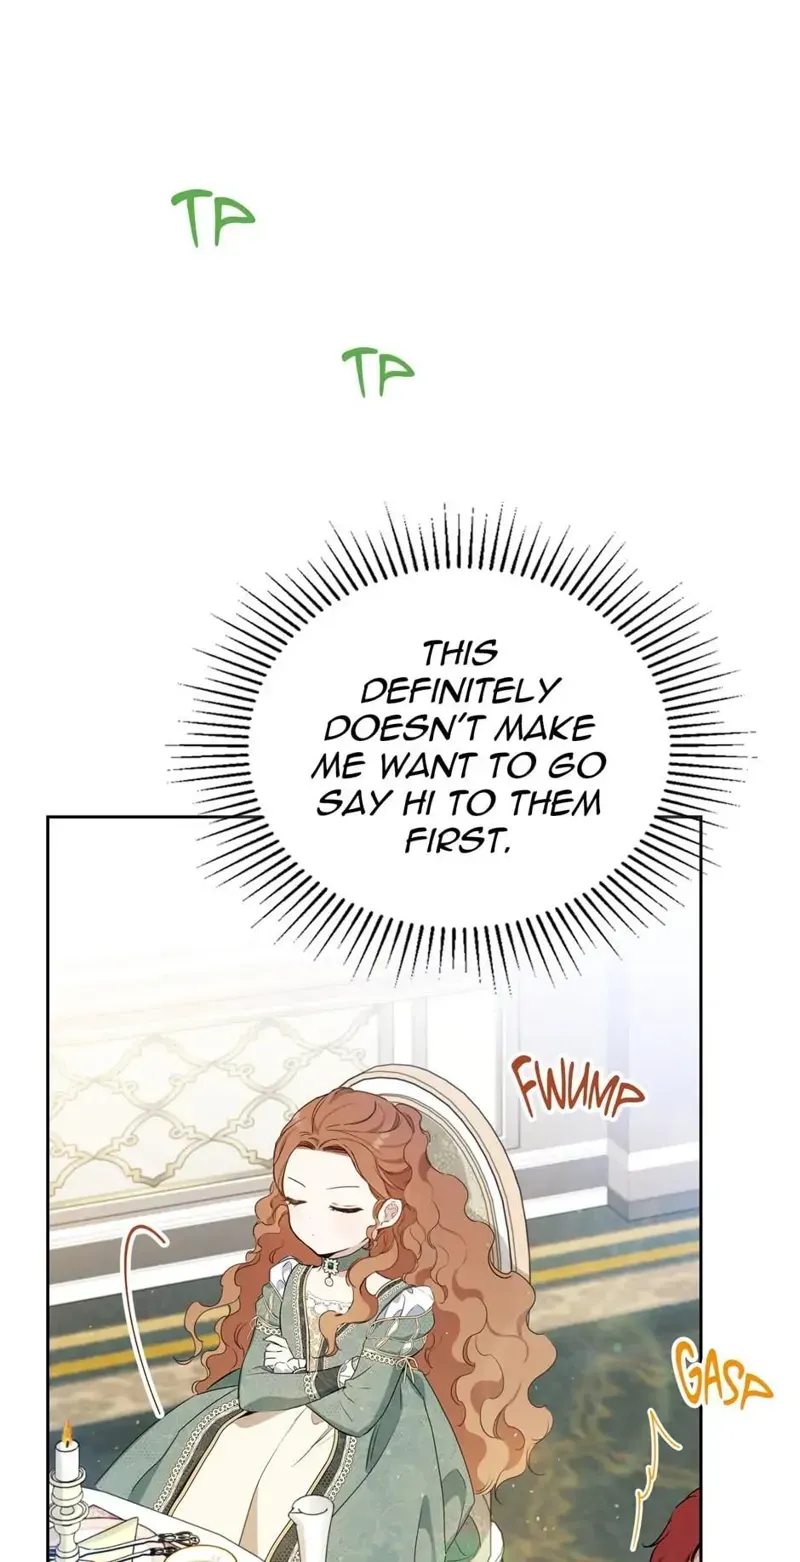 TP
TP
THIS
DEFINITELY
DOESN'T MAKE
ME WANT TO GO
SAY HI TO THEM
FIRST.
FWUMP
GASP